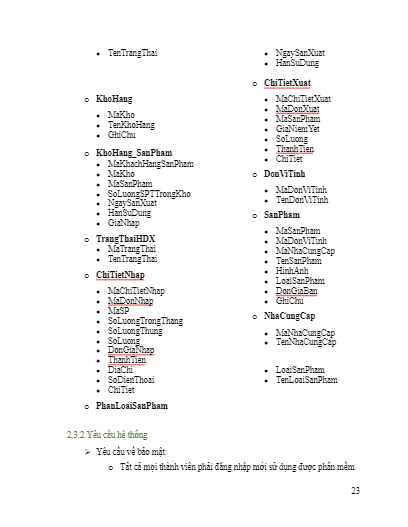 • TenTrangThai
o KhoHang
• MaKho
• TenKhoHang
• GhiChu
o KhoHang_SanPham
• MaKhachHangSanPham
• MaKho
• MaSanPham
• SoLuongSPTTrongKho
• NgaySanXuat
• HanSuDung
• GiaNhap
o TrangThaiHDX
• MaTrangThai
• TenTrangThai
o ChiTietNhap
• MaChiTietNhap
• MaDonNhap
• MaSP
• SoLuongTrongThang
• SoLuongThung
• SoLuong
• DonGiaNhap
• ThanhTien
• DiaChi
• SoDienThoai
• ChiTiet
o PhanLoaiSanPham
• NgaySanXuat
• HanSuDung
o ChiTietXuat
• MaChiTietXuat
• MaDonXuat
• MaSanPham
• GiaNiemYet
• SoLuong
• ThanhTien
• ChiTiet
o DonViTinh
• MaDonViTinh
• TenDonViTinh
o SanPham
• MaSanPham
• MaDonViTinh
• MaNhaCungCap
• TenSanPham
• HinhAnh
• LoaiSanPham
• DonGiaBan
• GhiChu
o NhaCungCap
• MaNhaCungCap
• TenNhaCungCap
• LoaiSanPham
• TenLoaiSanPham
2.3.2 Yêu cầu hệ thống
➢ Yêu cầu về bảo mật:
o Tất cả mọi thành viên phải đăng nhập mới sử dụng được phần mềm
23